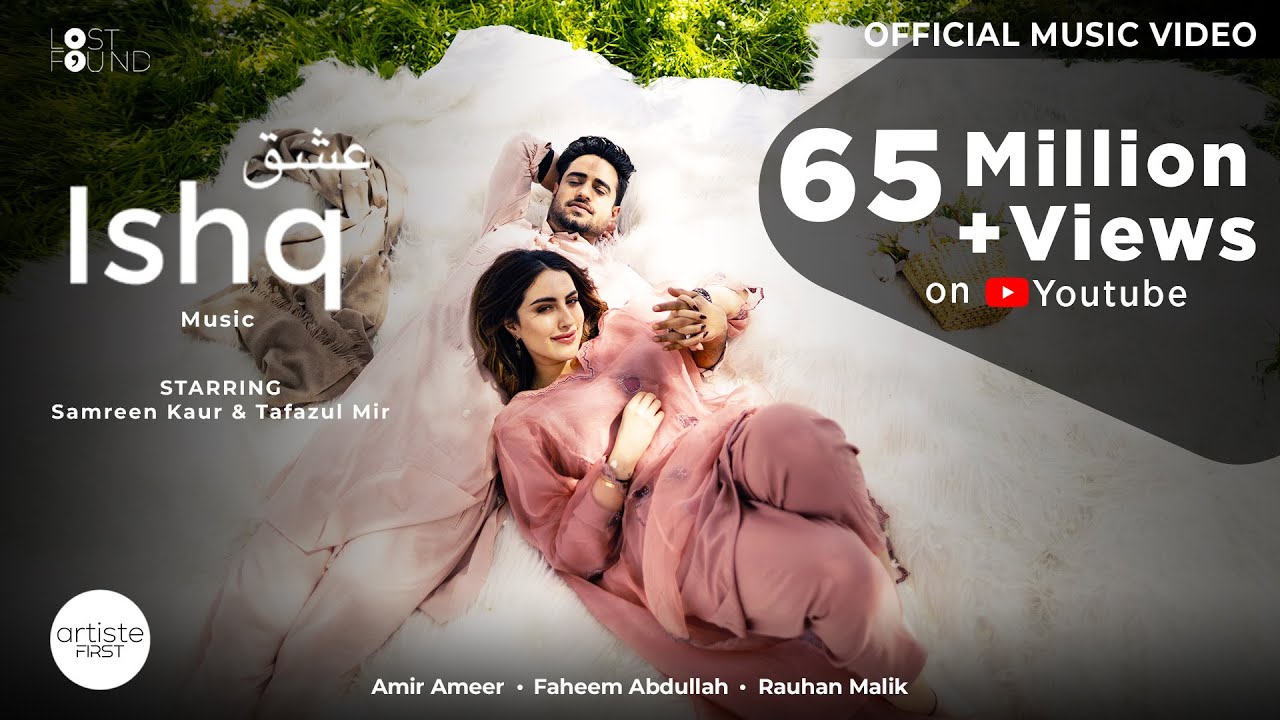 LOST
FOUND
OFFICIAL MUSIC VIDEO
عشق
Ishq
Music
STARRING
Samreen Kaur & Tafazul Mir
65 Million
+Views
on Youtube
artiste
FIRST
Amir Ameer • Faheem Abdullah • Rauhan Malik